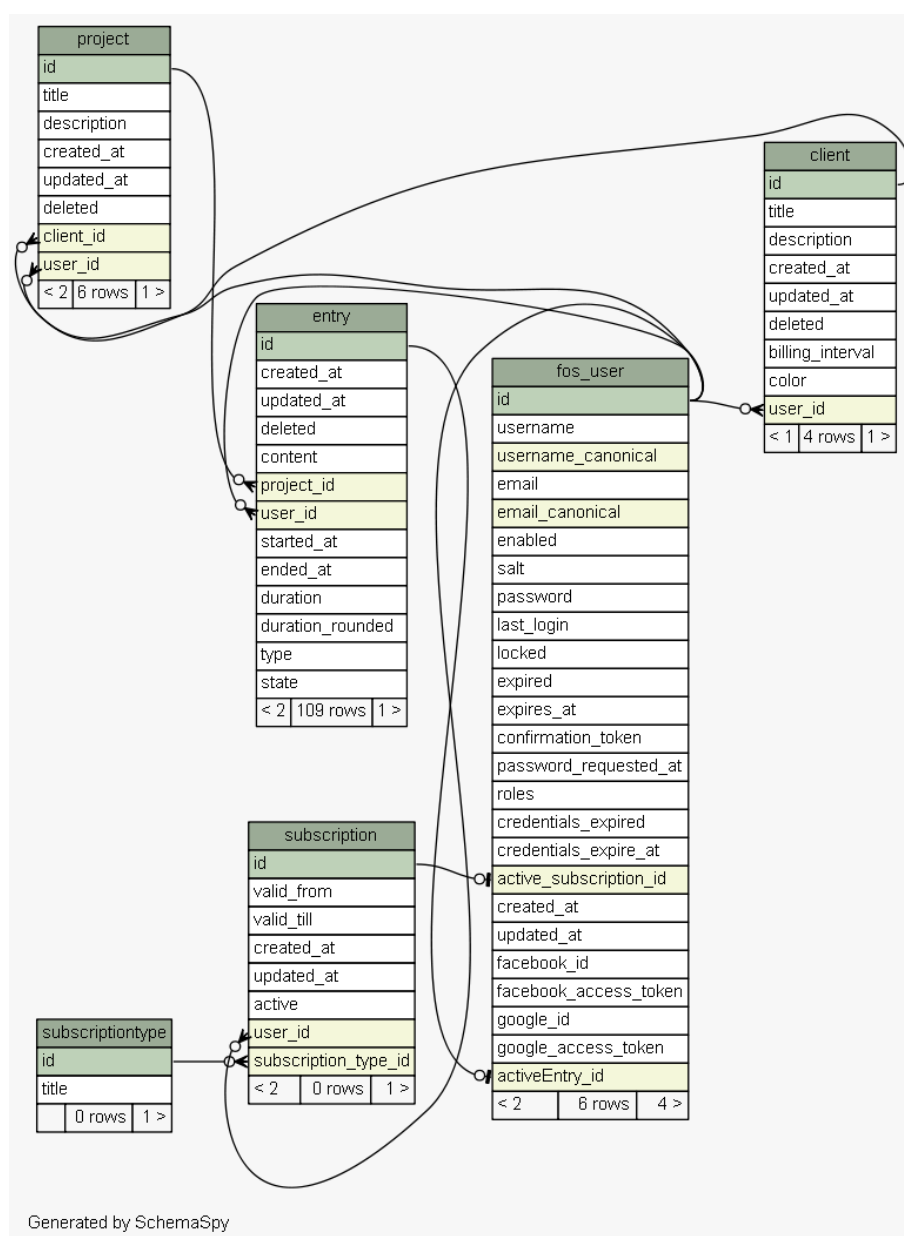 project
id
title
description
created_at
updated_at
deleted
client_id
user_id
< 2 6 rows 1 >
client
id
title
description
created_at
updated_at
deleted
billing_interval
color
user_id
< 1 4 rows 1 >
entry
id
created_at
updated_at
deleted
content
project_id
user_id
started_at
ended_at
duration
duration_rounded
type
state
< 2 109 rows 1 >
fos_user
id
username
username_canonical
email
email_canonical
enabled
salt
password
last_login
locked
expired
expires_at
confirmation_token
password_requested_at
roles
credentials_expired
credentials_expire_at
active_subscription_id
created_at
updated_at
facebook_id
facebook_access_token
google_id
google_access_token
activeEntry_id
< 2 6 rows 4 >
subscription
id
valid_from
valid_till
created_at
updated_at
active
user_id
subscription_type_id
< 2 0 rows 1 >
subscriptiontype
id
title
0 rows 1 >
Generated by SchemaSpy